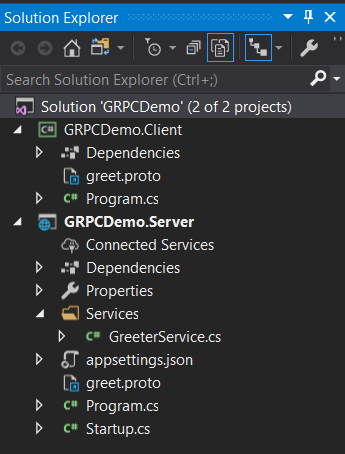 Solution Explorer
Search Solution Explorer (Ctrl+;)
Solution 'GRPCDemo' (2 of 2 projects)
C# GRPCDemo.Client
Dependencies
greet.proto
C# Program.cs
GRPCDemo.Server
Connected Services
Dependencies
Properties
Services
C# GreeterService.cs
appsettings.json
greet.proto
C# Program.cs
C# Startup.cs